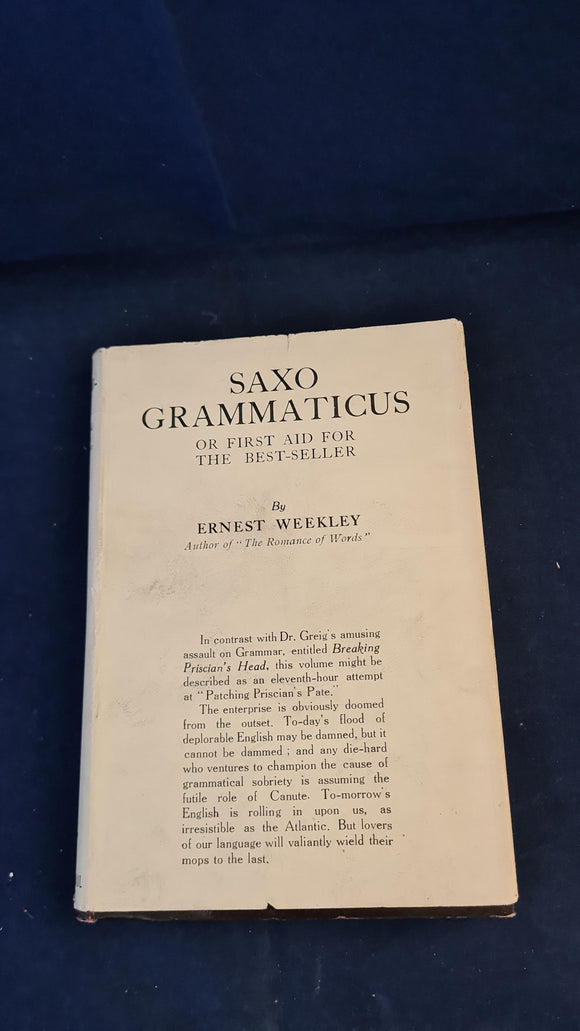 SAXO
GRAMMATICUS
OR FIRST AID FOR
THE BEST-SELLER
By
ERNEST WEEKLEY
Author of "The Romance of Words"
In contrast with Dr. Greig's amusing
assault on Grammar, entitled Breaking
Priscian's Head, this volume might be
described as an eleventh-hour attempt
at "Patching Priscian's Pate."
The enterprise is obviously doomed
from the outset. To-day's flood of
deplorable English may be damned, but it
cannot be dammed ; and any die-hard
who ventures to champion the cause of
grammatical sobriety is assuming the
futile role of Canute. To-morrow's
English is rolling in upon us, as
irresistible as the Atlantic. But lovers
of our language will valiantly wield their
mops to the last.